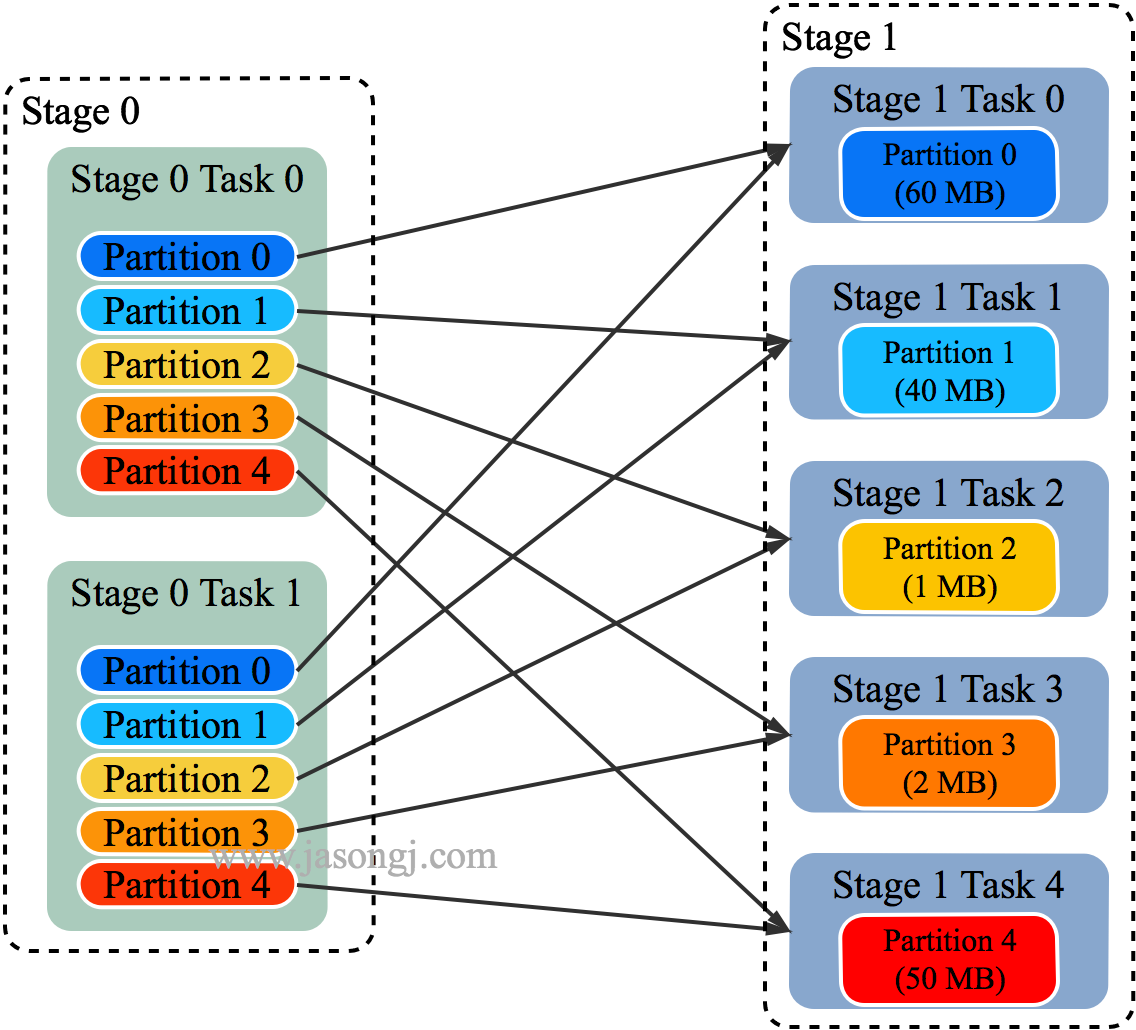 Stage 0
Stage 0 Task 0
Partition 0
Partition 1
Partition 2
Partition 3
Partition 4
Stage 0 Task 1
Partition 0
Partition 1
Partition 2
Partition 3
www.jasongj.com
Partition 4
Stage 1
Stage 1 Task 0
Partition 0
(60 MB)
Stage 1 Task 1
Partition 1
(40 MB)
Stage 1 Task 2
Partition 2
(1 MB)
Stage 1 Task 3
Partition 3
(2 MB)
Stage 1 Task 4
Partition 4
(50 MB)